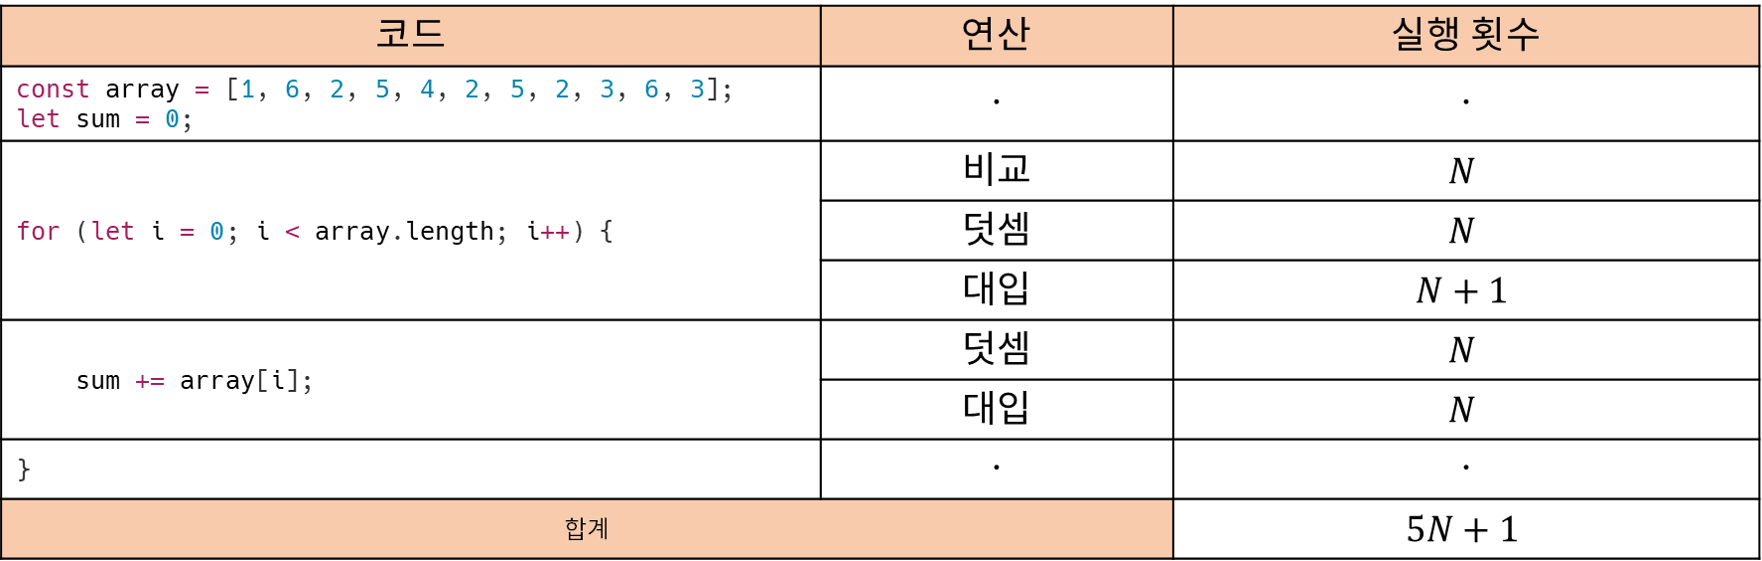 코드 연산 실행 횟수
const array = [1, 6, 2, 5, 4, 2, 5, 2, 3, 6, 3];
let sum = 0;
· ·
비교 N
for (let i = 0; i < array.length; i++) {
덧셈 N
대입 N + 1
덧셈 N
sum += array[i];
대입 N
} · ·
합계 5N + 1